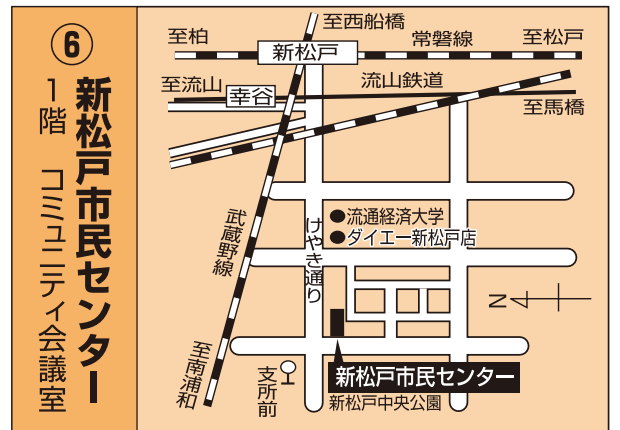 ⑥
新松戸市民センター
1階 コミュニティ会議室
至西船橋
至柏
新松戸
常磐線
至松戸
至流山
幸谷
流山鉄道
至馬橋
武蔵野線
けやき通り
●流通経済大学
●ダイエー新松戸店
N
至南浦和
支所前
新松戸市民センター
新松戸中央公園